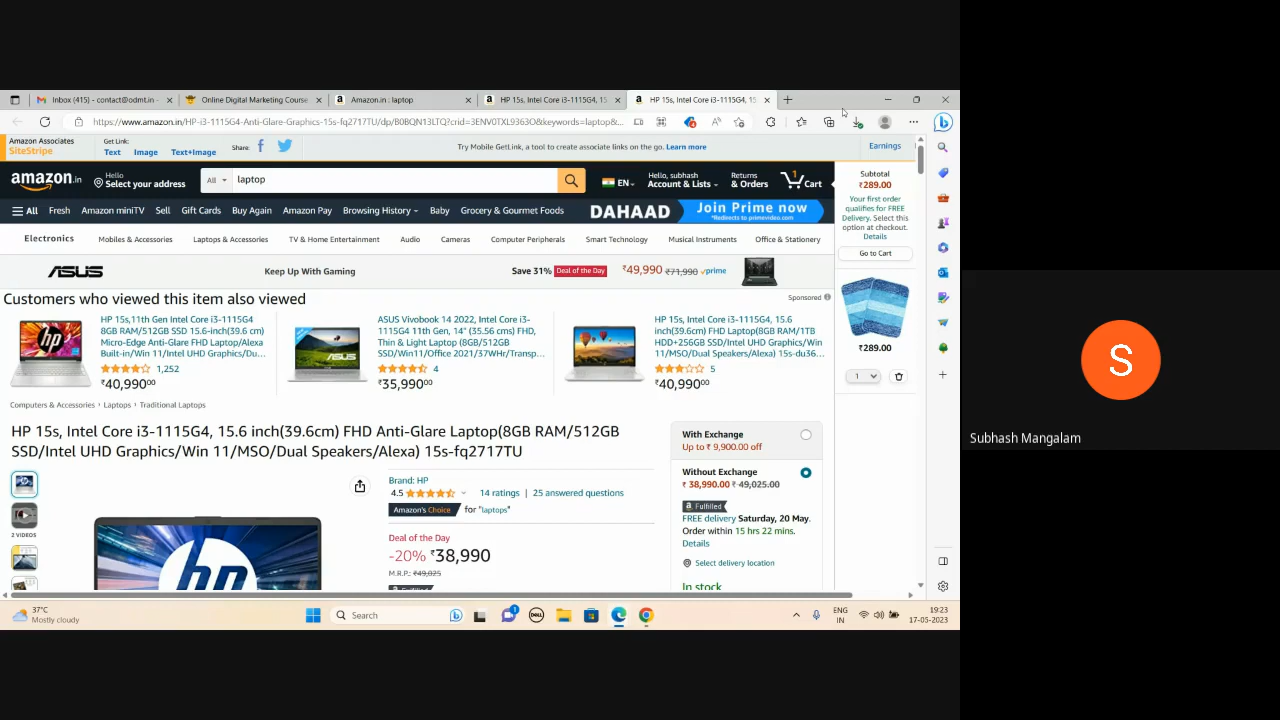 Inbox (415) - contact@odmt.in -
Online Digital Marketing Course
Amazon.in : laptop
HP 15s, Intel Core i3-1115G4, 15
HP 15s, Intel Core i3-1115G4, 15
https://www.amazon.in/HP-i3-1115G4-Anti-Glare-Graphics-15s-fq2717TU/dp/B0BQN13LTQ?crid=3ENV0TXL9363O&keywords=laptop&...
Amazon Associates
SiteStripe
Get Link:
Text Image Text+Image
Share:
Try Mobile GetLink, a tool to create associate links on the go. Learn more
Earnings
amazon.in
Hello
Select your address
All
laptop
EN
Hello, subhash
Account & Lists
Returns
& Orders
1
Cart
All Fresh Amazon miniTV Sell Gift Cards Buy Again Amazon Pay Browsing History Baby Grocery & Gourmet Foods
DAHAAD
Join Prime now
*Redirects to primevideo.com
Electronics Mobiles & Accessories Laptops & Accessories TV & Home Entertainment Audio Cameras Computer Peripherals Smart Technology Musical Instruments Office & Stationery
ASUS
Keep Up With Gaming
Save 31% Deal of the Day ₹49,990 ₹71,990 prime
Customers who viewed this item also viewed
Sponsored
HP 15s,11th Gen Intel Core i3-1115G4
8GB RAM/512GB SSD 15.6-inch(39.6 cm)
Micro-Edge Anti-Glare FHD Laptop/Alexa
Built-in/Win 11/Intel UHD Graphics/Du...
1,252
₹40,990.00
ASUS Vivobook 14 2022, Intel Core i3-
1115G4 11th Gen, 14" (35.56 cms) FHD,
Thin & Light Laptop (8GB/512GB
SSD/Win11/Office 2021/37WHr/Transp...
4
₹35,990.00
HP 15s, Intel Core i3-1115G4, 15.6
inch(39.6cm) FHD Laptop(8GB RAM/1TB
HDD+256GB SSD/Intel UHD Graphics/Win
11/MSO/Dual Speakers/Alexa) 15s-du36...
5
₹40,990.00
Subtotal
₹289.00
Your first order
qualifies for FREE
Delivery. Select this
option at checkout.
Details
Go to Cart
₹289.00
1
Computers & Accessories › Laptops › Traditional Laptops
HP 15s, Intel Core i3-1115G4, 15.6 inch(39.6cm) FHD Anti-Glare Laptop(8GB RAM/512GB
SSD/Intel UHD Graphics/Win 11/MSO/Dual Speakers/Alexa) 15s-fq2717TU
2 VIDEOS
hp
Brand: HP
4.5 14 ratings | 25 answered questions
Amazon's Choice for "laptops"
Deal of the Day
-20% ₹38,990
M.R.P.: ₹49,025
With Exchange
Up to ₹ 9,900.00 off
Without Exchange
₹ 38,990.00 ₹ 49,025.00
Fulfilled
FREE delivery Saturday, 20 May.
Order within 15 hrs 22 mins.
Details
Select delivery location
In stock
37°C
Mostly cloudy
Search
ENG
IN
19:23
17-05-2023
S
Subhash Mangalam